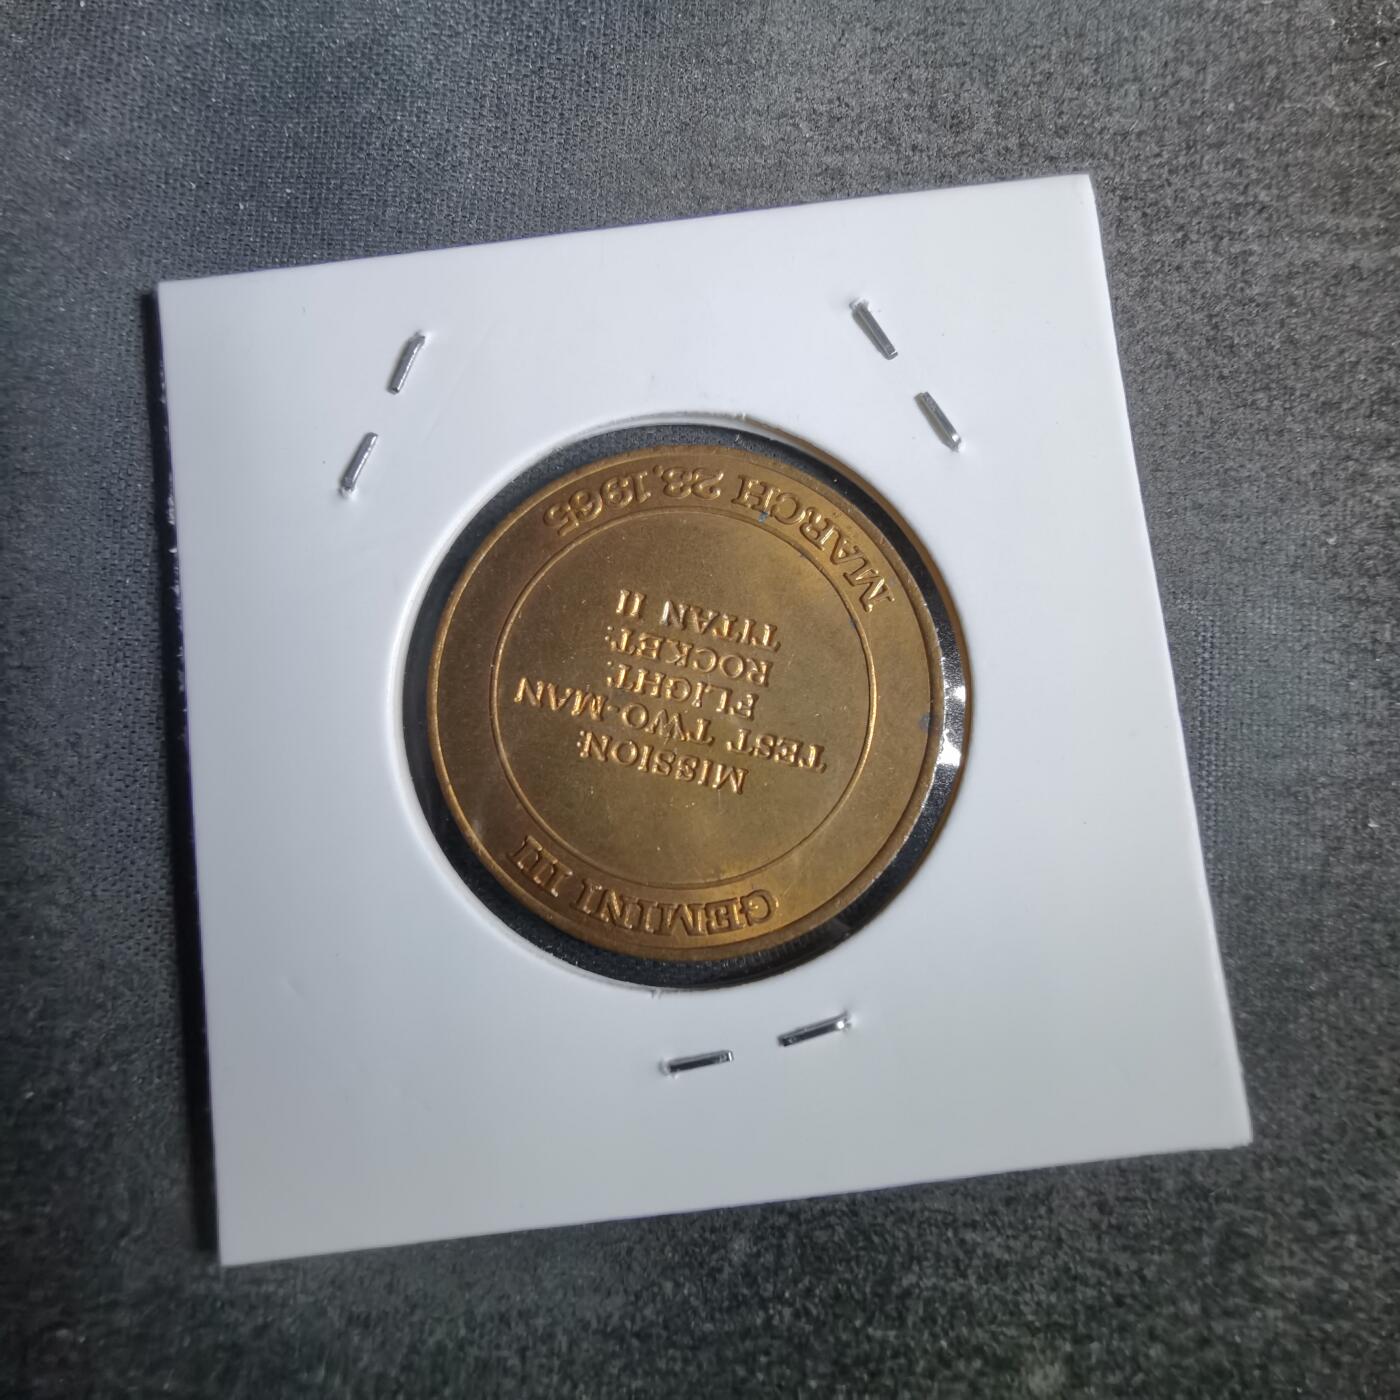 GEMINI III
MISSION:
TEST TWO-MAN
FLIGHT.
ROCKET:
TITAN II
MARCH 23, 1965